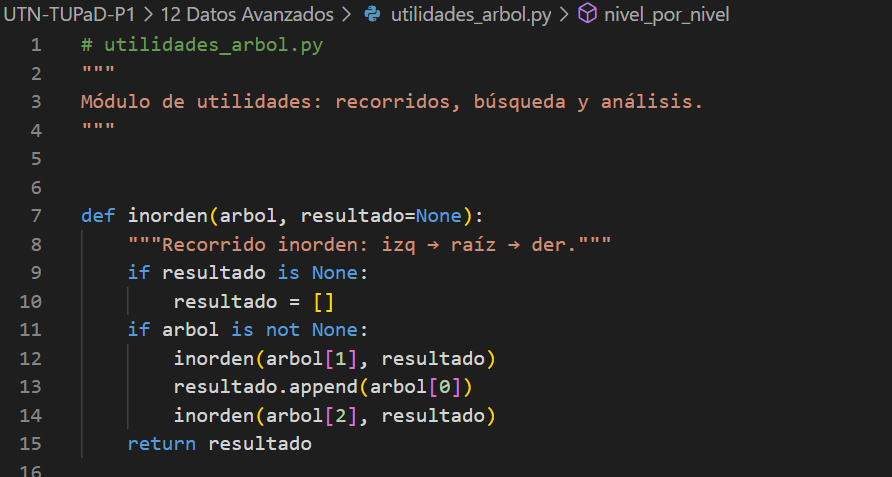 UTN-TUPaD-P1 > 12 Datos Avanzados > utilidades_arbol.py > nivel_por_nivel
1 # utilidades_arbol.py
2 """
3 Módulo de utilidades: recorridos, búsqueda y análisis.
4 """
5
6
7 def inorden(arbol, resultado=None):
8     """Recorrido inorden: izq → raíz → der."""
9     if resultado is None:
10         resultado = []
11     if arbol is not None:
12         inorden(arbol[1], resultado)
13         resultado.append(arbol[0])
14         inorden(arbol[2], resultado)
15     return resultado
16